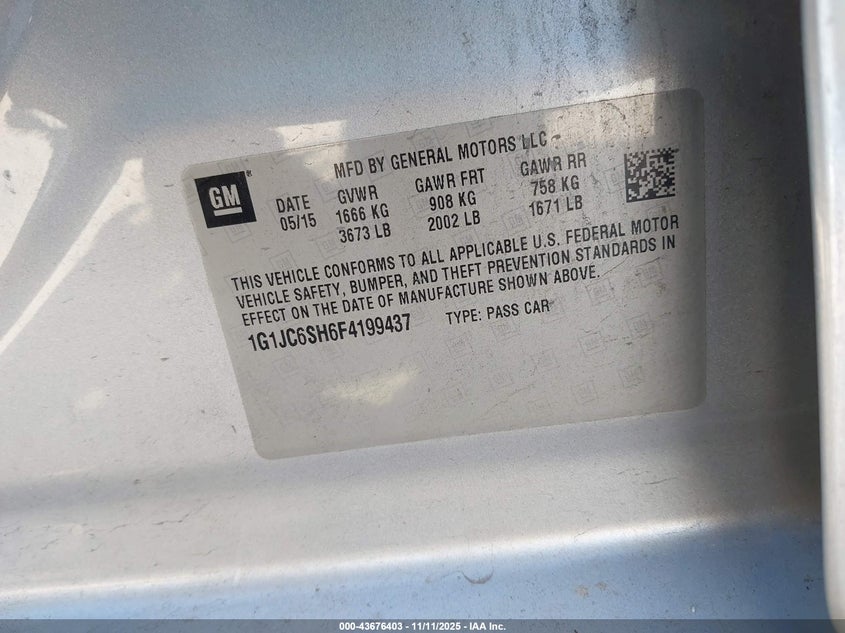 MFD BY GENERAL MOTORS LLC
GM ®
DATE GVWR GAWR FRT GAWR RR
05/15 1666 KG 908 KG 758 KG
3673 LB 2002 LB 1671 LB
THIS VEHICLE CONFORMS TO ALL APPLICABLE U.S. FEDERAL MOTOR
VEHICLE SAFETY, BUMPER, AND THEFT PREVENTION STANDARDS IN
EFFECT ON THE DATE OF MANUFACTURE SHOWN ABOVE.
1G1JC6SH6F4199437 TYPE: PASS CAR
000-43676403 - 11/11/2025 - IAA Inc.